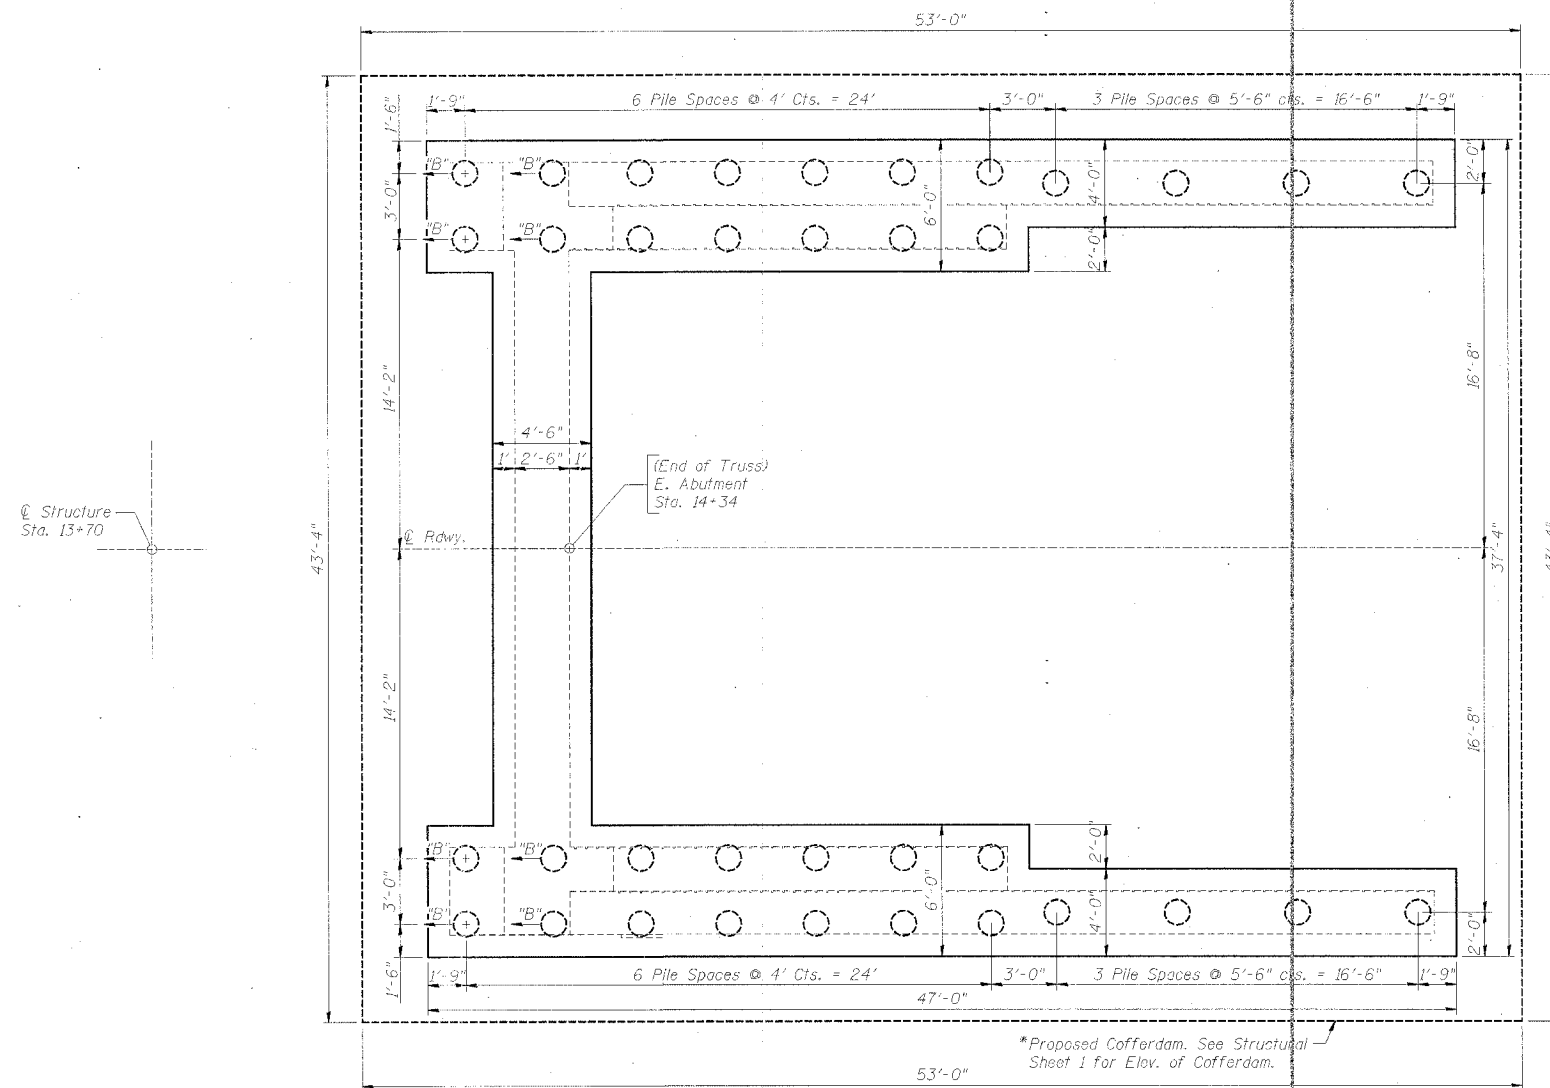 53'-0"
1'-9"
6 Pile Spaces @ 4' Cts. = 24'
3'-0"
3 Pile Spaces @ 5'-6" cts. = 16'-6"
1'-9"
1'-6"
"B"
"B"
2'-0"
3'-0"
6'-0"
4'-0"
"B"
"B"
2'-0"
14'-2"
16'-8"
4'-6"
1'
2'-6"
1'
(End of Truss)
E. Abutment
Sta. 14+34
℄ Structure
Sta. 13+70
℄ Rdwy.
43'-4"
37'-4"
14'-2"
16'-8"
2'-0"
"B"
"B"
3'-0"
6'-0"
4'-0"
"B"
"B"
2'-0"
1'-6"
1'-9"
6 Pile Spaces @ 4' Cts. = 24'
3'-0"
3 Pile Spaces @ 5'-6" cts. = 16'-6"
1'-9"
47'-0"
*Proposed Cofferdam. See Structural
Sheet 1 for Elev. of Cofferdam.
53'-0"